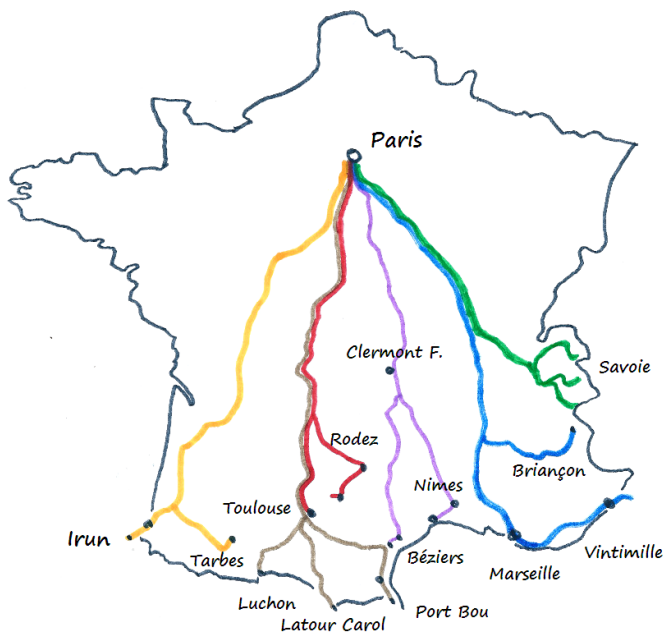 Paris
Clermont F.
Savoie
Rodez
Briançon
Nimes
Toulouse
Irun
Tarbes
Béziers
Vintimille
Marseille
Luchon
Port Bou
Latour Carol